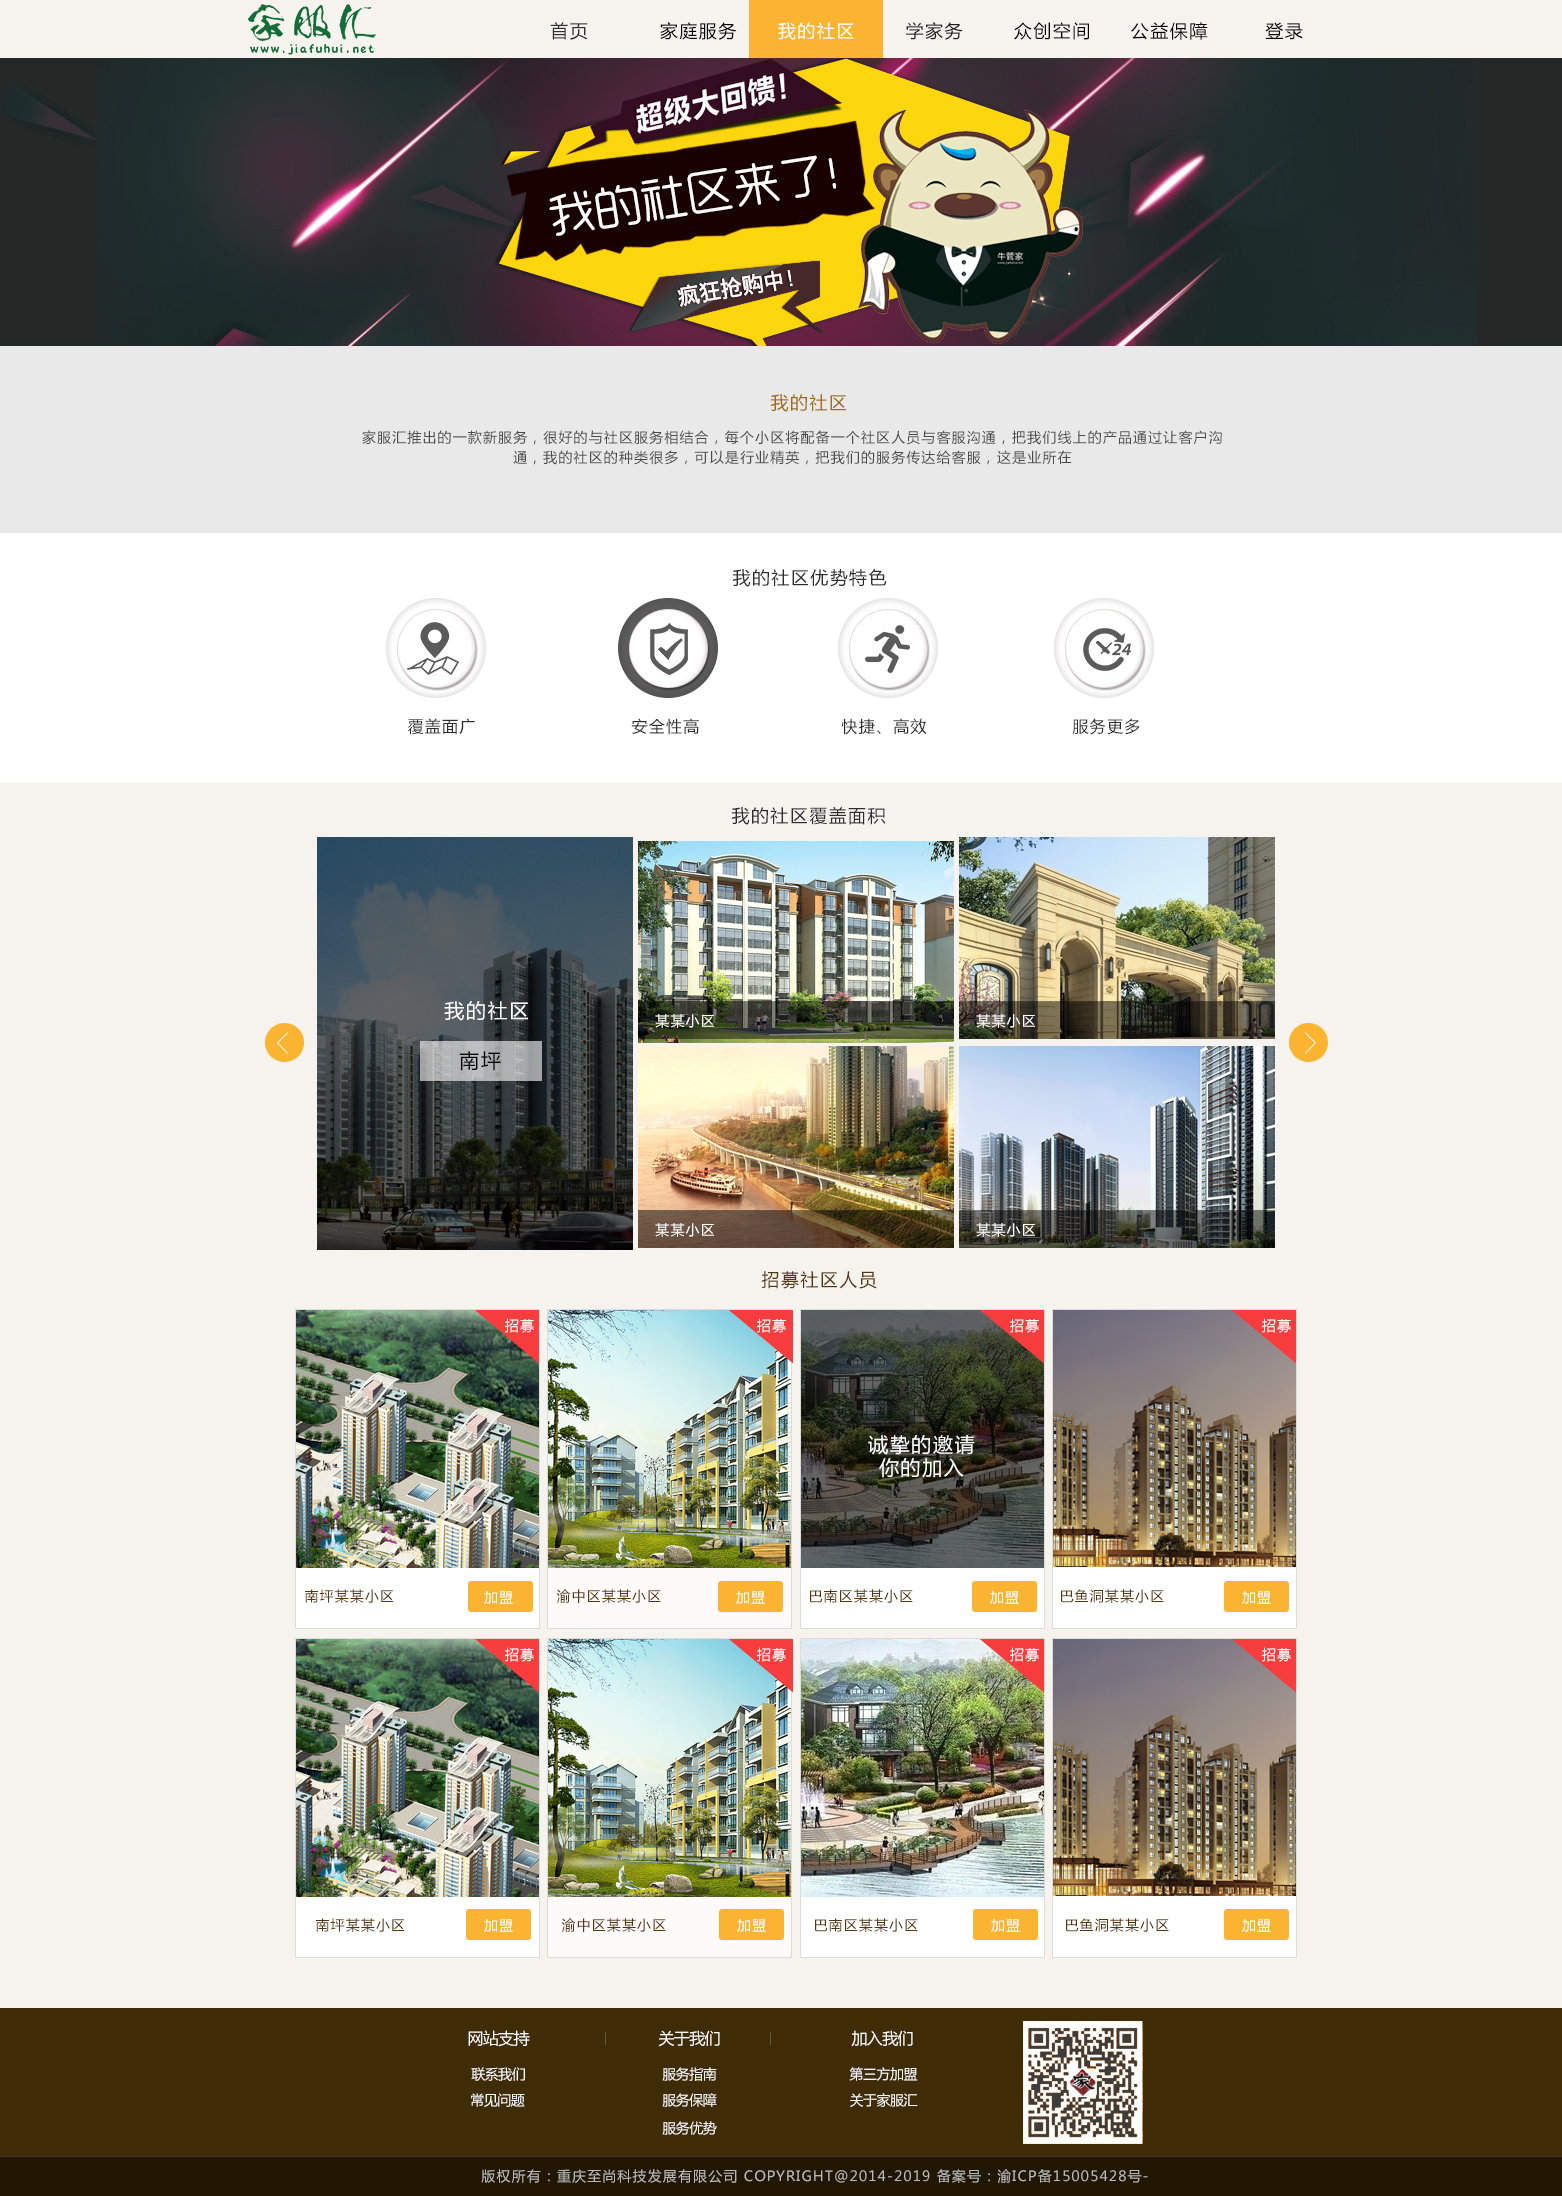 家服汇
www.jiafuhui.net
首页 家庭服务 我的社区 学家务 众创空间 公益保障 登录
超级大回馈!
我的社区来了!
牛管家
疯狂抢购中!
我的社区
家服汇推出的一款新服务，很好的与社区服务相结合，每个小区将配备一个社区人员与客服沟通，把我们线上的产品通过让客户沟
通，我的社区的种类很多，可以是行业精英，把我们的服务传达给客服，这是业所在
我的社区优势特色
24
覆盖面广 安全性高 快捷、高效 服务更多
我的社区覆盖面积
我的社区
南坪
某某小区 某某小区
某某小区 某某小区
招募社区人员
招募 招募 招募 招募
诚挚的邀请
你的加入
南坪某某小区 加盟 渝中区某某小区 加盟 巴南区某某小区 加盟 巴鱼洞某某小区 加盟
招募 招募 招募 招募
南坪某某小区 加盟 渝中区某某小区 加盟 巴南区某某小区 加盟 巴鱼洞某某小区 加盟
网站支持 关于我们 加入我们
联系我们 服务指南 第三方加盟
常见问题 服务保障 关于家服汇
服务优势
家
版权所有：重庆至尚科技发展有限公司 COPYRIGHT@2014-2019 备案号：渝ICP备15005428号-